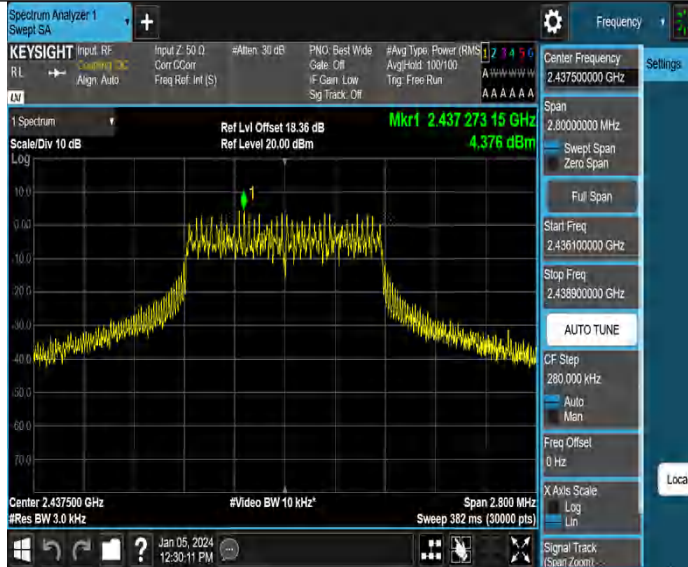 Spectrum Analyzer 1
Swept SA
+
Frequency
KEYSIGHT
Input: RF
Coupling: DC
Align: Auto
Input Z: 50 Ω
Corr CCorr
Freq Ref: Int (S)
#Atten: 30 dB
PNO: Best Wide
Gate: Off
IF Gain: Low
Sig Track: Off
#Avg Type: Power (RMS
Avg|Hold: 100/100
Trig: Free Run
1 2 3 4 5 6
A W W W W W
A A A A A A
RL
LXI
1 Spectrum
Scale/Div 10 dB
Log
Ref Lvl Offset 18.36 dB
Ref Level 20.00 dBm
Mkr1 2.437 273 15 GHz
4.376 dBm
1
10.0
0.00
-10.0
-20.0
-30.0
-40.0
-50.0
-60.0
-70.0
Center 2.437500 GHz
#Res BW 3.0 kHz
#Video BW 10 kHz*
Span 2.800 MHz
Sweep 382 ms (30000 pts)
Center Frequency
2.437500000 GHz
Settings
Span
2.80000000 MHz
Swept Span
Zero Span
Full Span
Start Freq
2.436100000 GHz
Stop Freq
2.438900000 GHz
AUTO TUNE
CF Step
280.000 kHz
Auto
Man
Freq Offset
0 Hz
X Axis Scale
Log
Lin
Loca
Signal Track
(Span Zoom)
?
Jan 05, 2024
12:30:11 PM